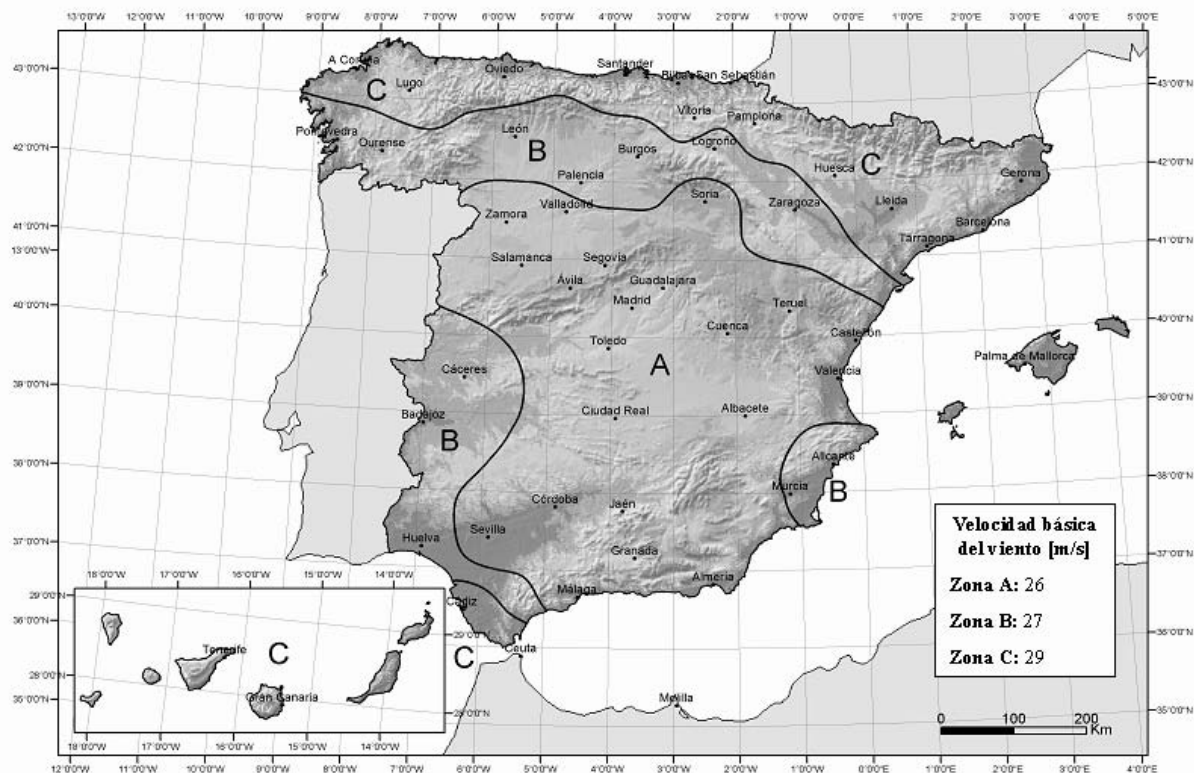 11°0'0"W 10°0'0"W 9°0'0"W 8°0'0"W 7°0'0"W 6°0'0"W 5°0'0"W 4°0'0"W 3°0'0"W 2°0'0"W 1°0'0"W 0°0'0"E 1°0'0"E 2°0'0"E 3°0'0"E 4°0'0"E 5°0'0"E
43°0'0"N
A Coruña
Santander
Oviedo
Bilbao
San Sebastián
43°0'0"N
C
Lugo
Vitoria
Pamplona
León
Pontevedra
Ourense
Logroño
42°0'0"N
B
Burgos
C
42°0'0"N
Huesca
Palencia
Gerona
Soria
Lleida
Valladolid
Zaragoza
Zamora
Barcelona
41°0'0"N
Tarragona
41°0'0"N
13°0'0"W
Salamanca
Segovia
Ávila
Guadalajara
Madrid
40°0'0"N
Teruel
40°0'0"N
Cuenca
Castellón
Toledo
Palma de Mallorca
A
Cáceres
Valencia
39°0'0"N
39°0'0"N
Badajoz
Ciudad Real
Albacete
B
38°0'0"N
Alicante
38°0'0"N
Murcia
B
Córdoba
Jaén
Sevilla
Huelva
37°0'0"N
Granada
37°0'0"N
Almería
Málaga
Cádiz
Ceuta
C
Melilla
36°0'0"N
36°0'0"N
35°0'0"N
35°0'0"N
18°0'0"W 17°0'0"W 16°0'0"W 15°0'0"W 14°0'0"W
29°0'0"N
29°0'0"N
Tenerife
C
28°0'0"N
Gran Canaria
28°0'0"N
18°0'0"W 17°0'0"W 16°0'0"W 15°0'0"W 14°0'0"W
Velocidad básica
del viento [m/s]
Zona A: 26
Zona B: 27
Zona C: 29
0 100 200
Km
12°0'0"W 11°0'0"W 10°0'0"W 9°0'0"W 8°0'0"W 7°0'0"W 6°0'0"W 5°0'0"W 4°0'0"W 3°0'0"W 2°0'0"W 1°0'0"W 0°0'0"E 1°0'0"E 2°0'0"E 3°0'0"E 4°0'0"E